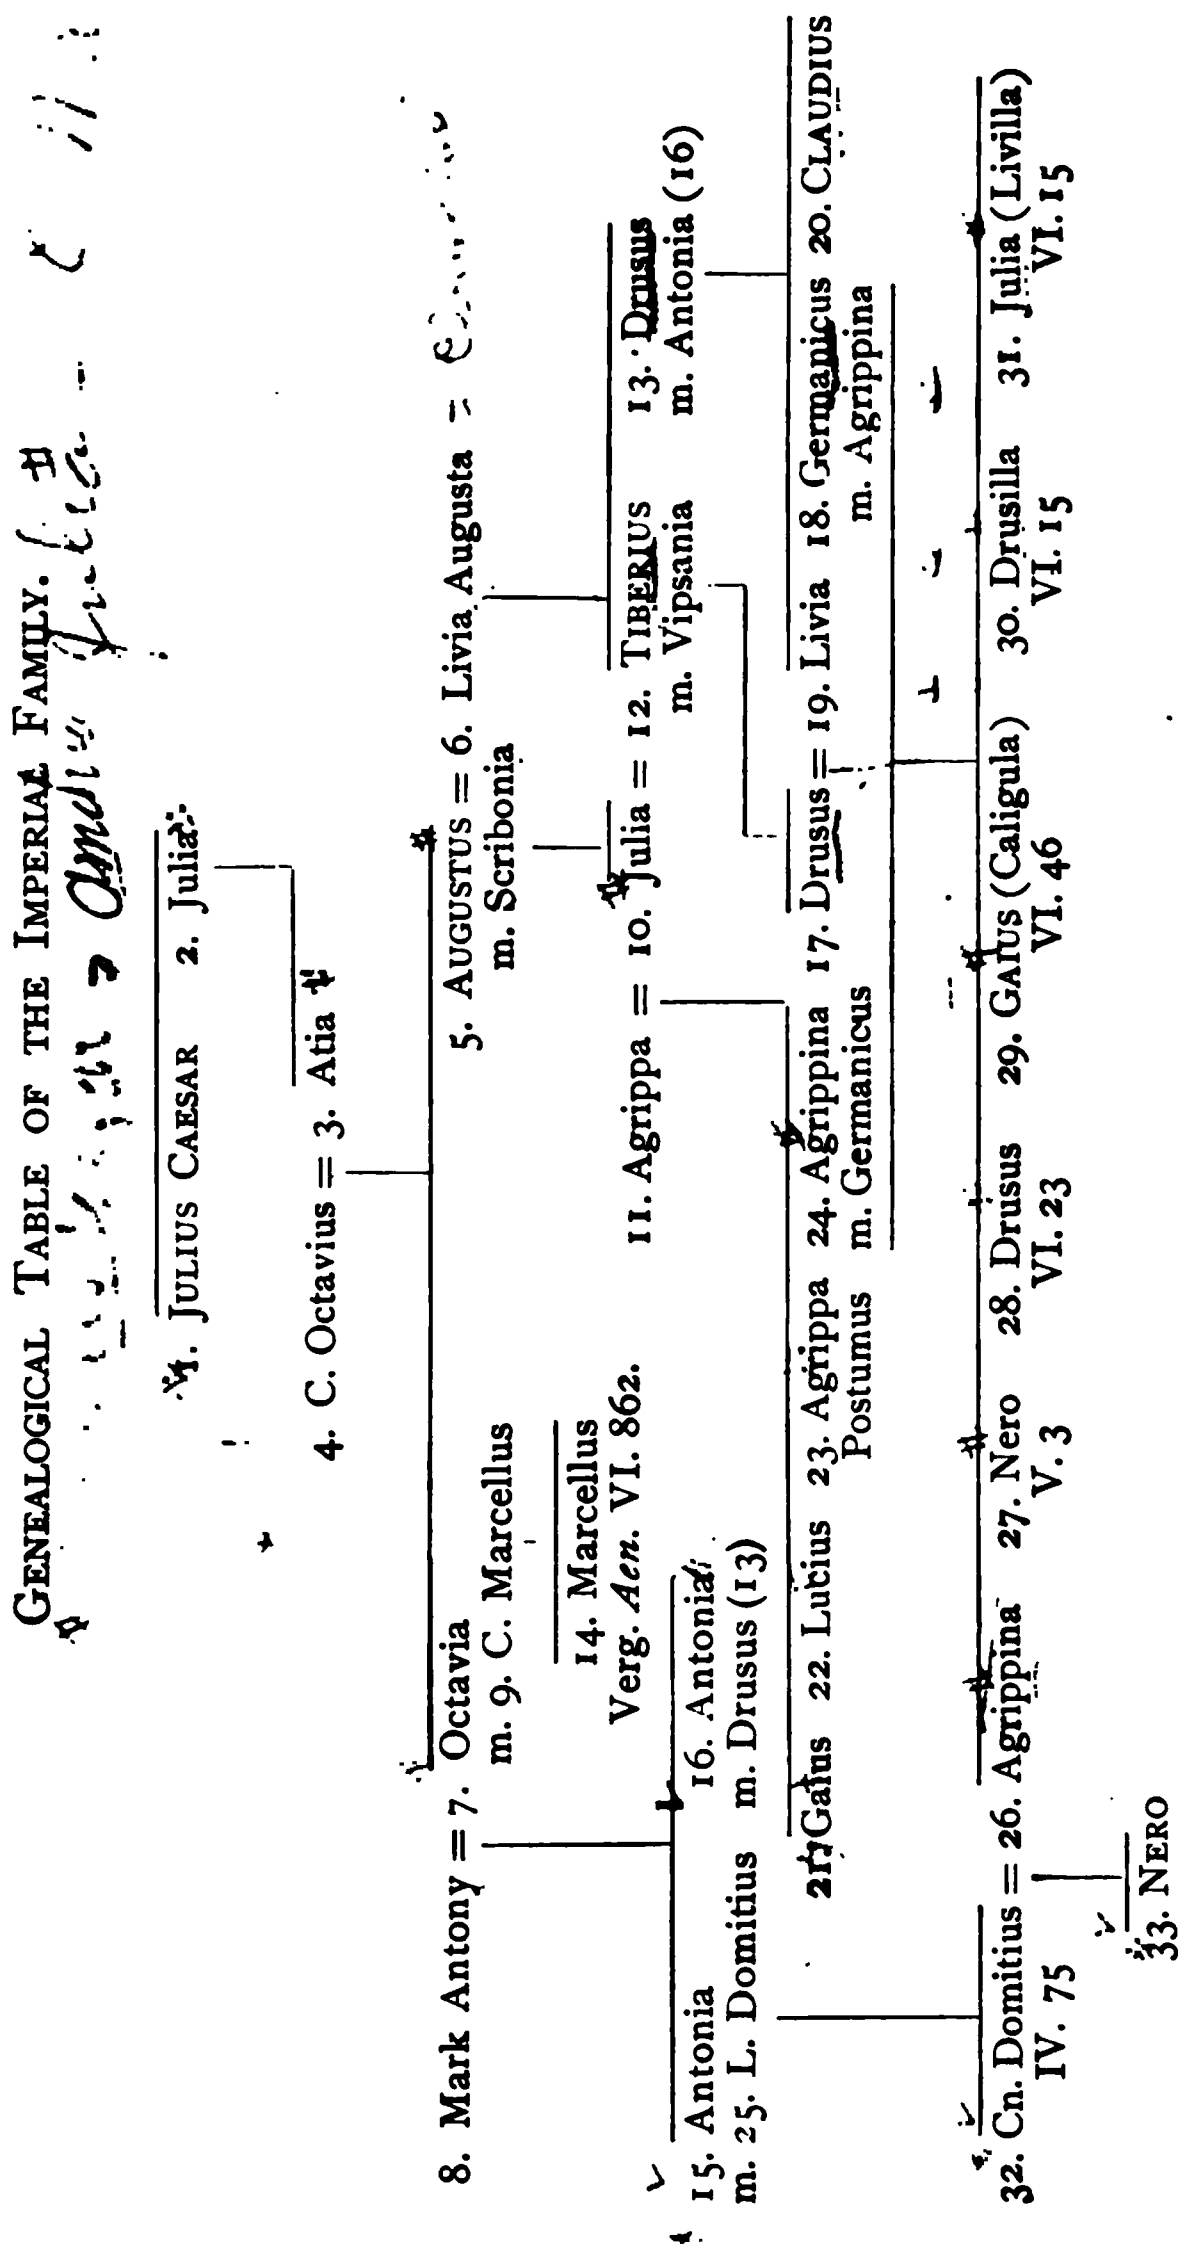 GENEALOGICAL TABLE OF THE IMPERIAL FAMILY.
1. JULIUS CAESAR 2. Julia
4. C. Octavius = 3. Atia
8. Mark Antony = 7. Octavia 5. AUGUSTUS = 6. Livia Augusta =
m. 9. C. Marcellus m. Scribonia
14. Marcellus
Verg. Aen. VI. 862.
11. Agrippa = 10. Julia = 12. TIBERIUS 13. Drusus
m. Vipsania m. Antonia (16)
15. Antonia 16. Antonia
m. 25. L. Domitius m. Drusus (13)
21. Gaius 22. Lucius 23. Agrippa 24. Agrippina 17. Drusus = 19. Livia 18. Germanicus 20. CLAUDIUS
Postumus m. Germanicus m. Agrippina
32. Cn. Domitius = 26. Agrippina 27. Nero 28. Drusus 29. GAIUS (Caligula) 30. Drusilla 31. Julia (Livilla)
IV. 75 V. 3 VI. 23 VI. 46 VI. 15 VI. 15
33. NERO